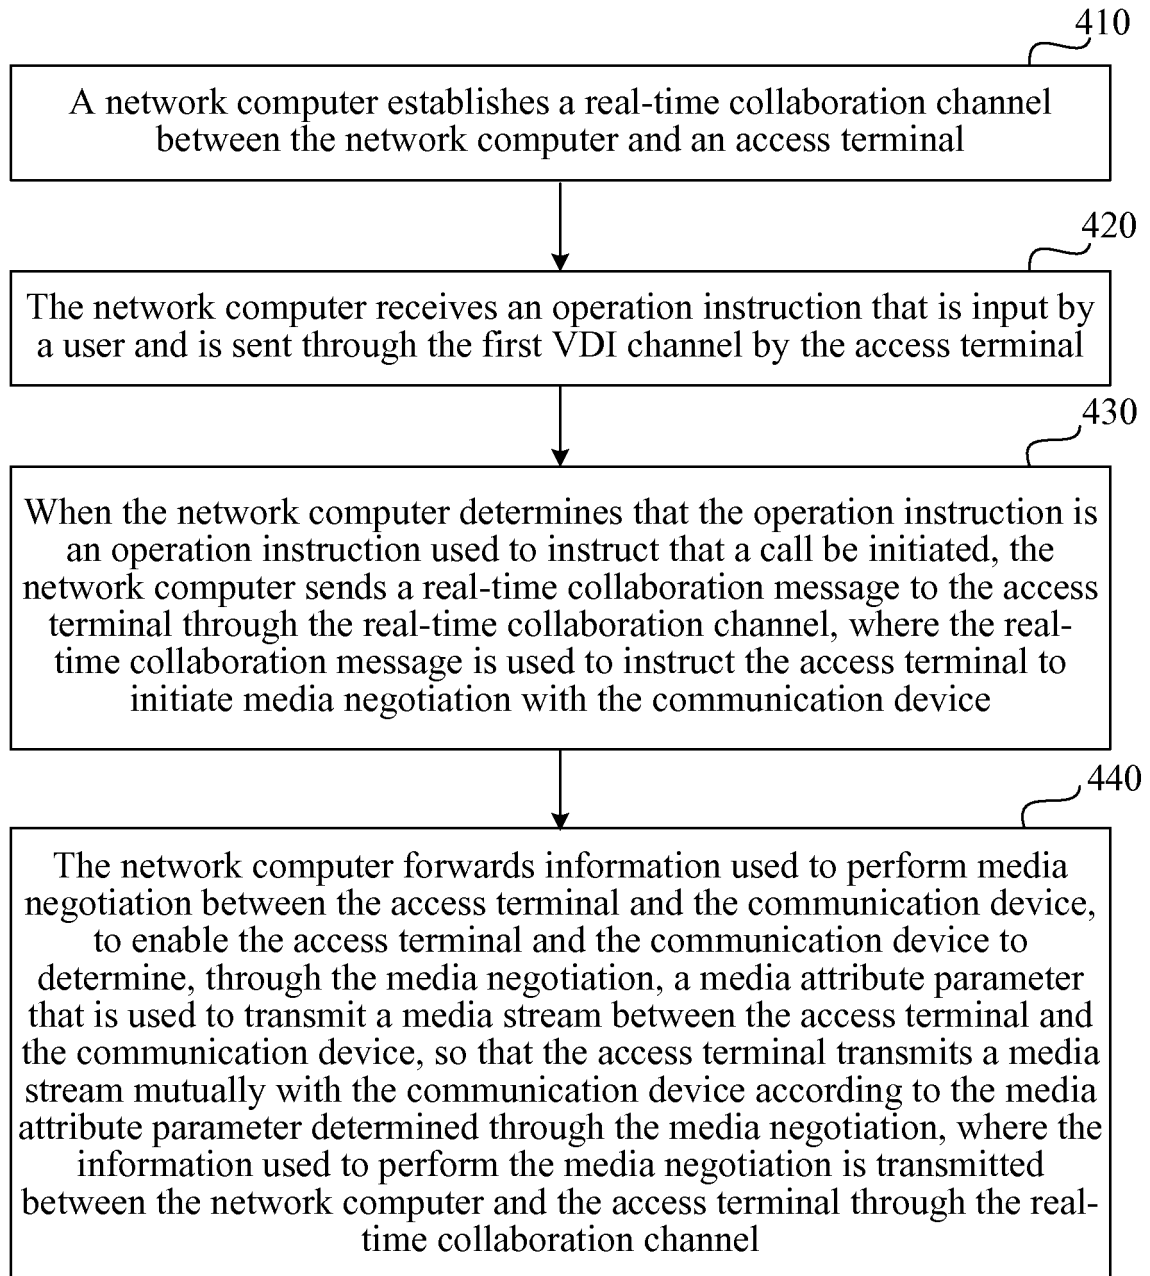 410
A network computer establishes a real-time collaboration channel
between the network computer and an access terminal
420
The network computer receives an operation instruction that is input by
a user and is sent through the first VDI channel by the access terminal
430
When the network computer determines that the operation instruction is
an operation instruction used to instruct that a call be initiated, the
network computer sends a real-time collaboration message to the access
terminal through the real-time collaboration channel, where the real-
time collaboration message is used to instruct the access terminal to
initiate media negotiation with the communication device
440
The network computer forwards information used to perform media
negotiation between the access terminal and the communication device,
to enable the access terminal and the communication device to
determine, through the media negotiation, a media attribute parameter
that is used to transmit a media stream between the access terminal and
the communication device, so that the access terminal transmits a media
stream mutually with the communication device according to the media
attribute parameter determined through the media negotiation, where the
information used to perform the media negotiation is transmitted
between the network computer and the access terminal through the real-
time collaboration channel